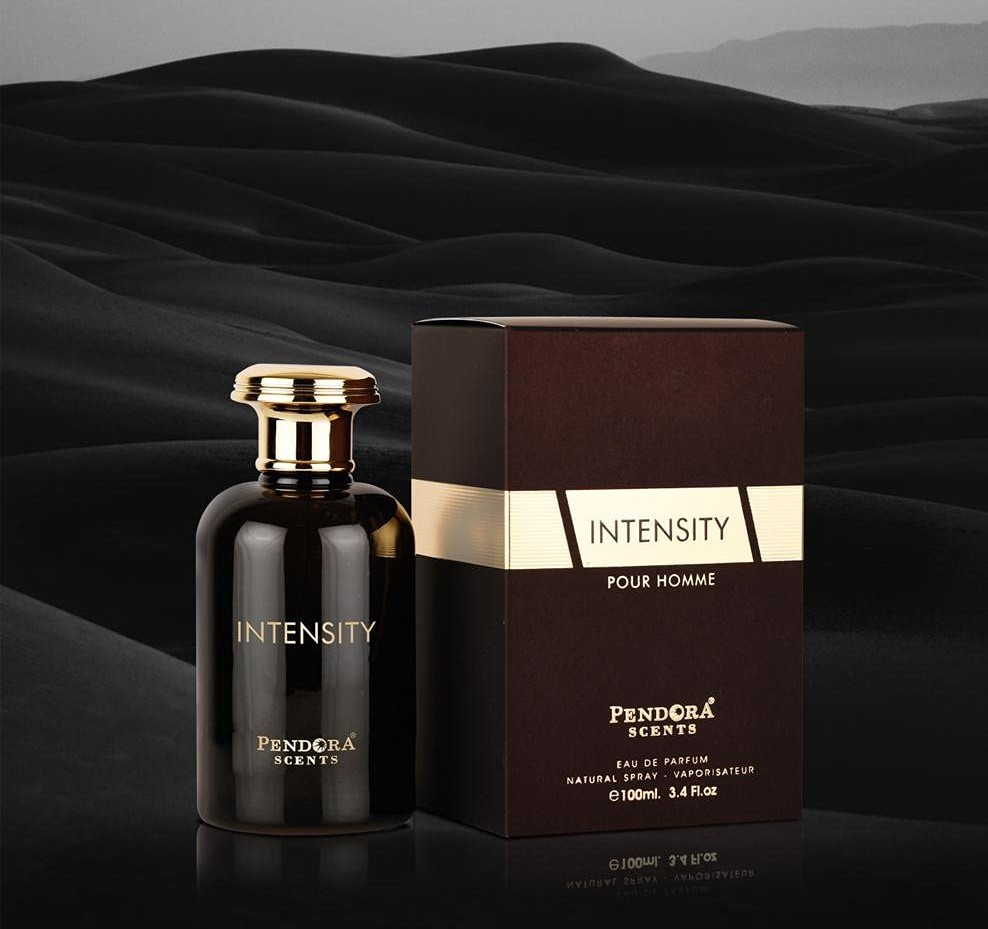 INTENSITY
PENDORA
SCENTS
INTENSITY
POUR HOMME
PENDORA
SCENTS
EAU DE PARFUM
NATURAL SPRAY - VAPORISATEUR
℮100ml. 3.4 Fl.oz